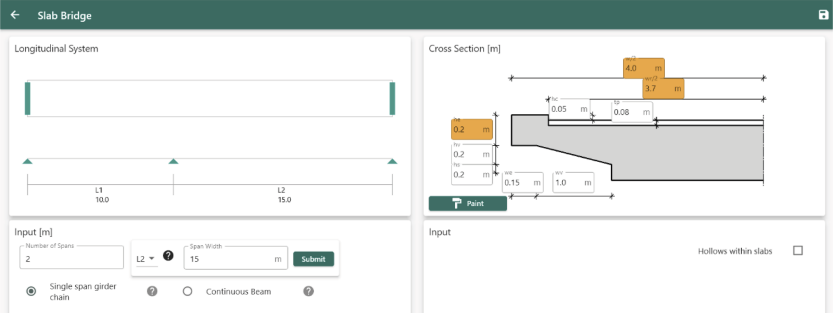 Slab Bridge
Longitudinal System
L1
10.0
L2
15.0
Cross Section [m]
4.0 m
3.7 m
0.05 m
0.08 m
0.2 m
0.2 m
0.2 m
0.15 m
1.0 m
Paint
Input [m]
Number of Spans
2
L2
?
Span Width
15 m
Submit
Single span girder
chain
?
Continuous Beam
?
Input
Hollows within slabs